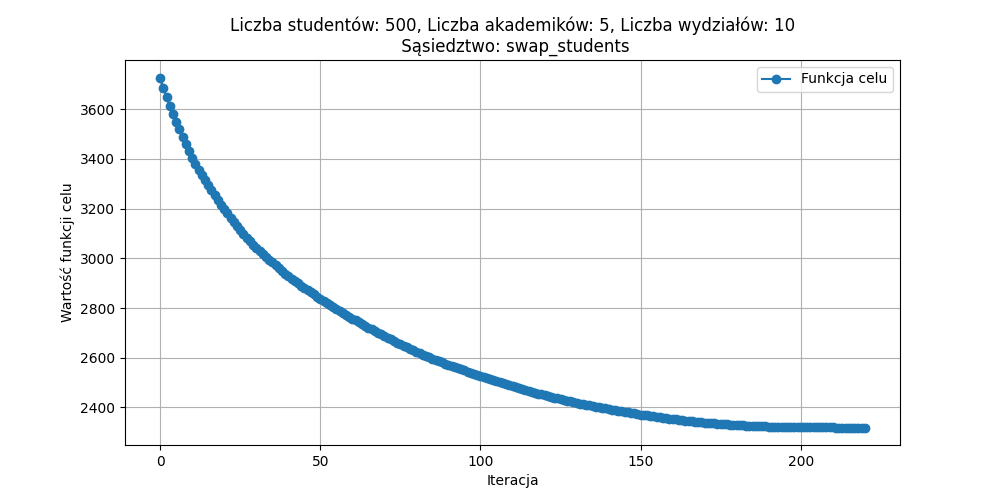 Liczba studentów: 500, Liczba akademików: 5, Liczba wydziałów: 10
Sąsiedztwo: swap_students
Funkcja celu
3600
3400
3200
3000
2800
2600
2400
Wartość funkcji celu
0 50 100 150 200
Iteracja